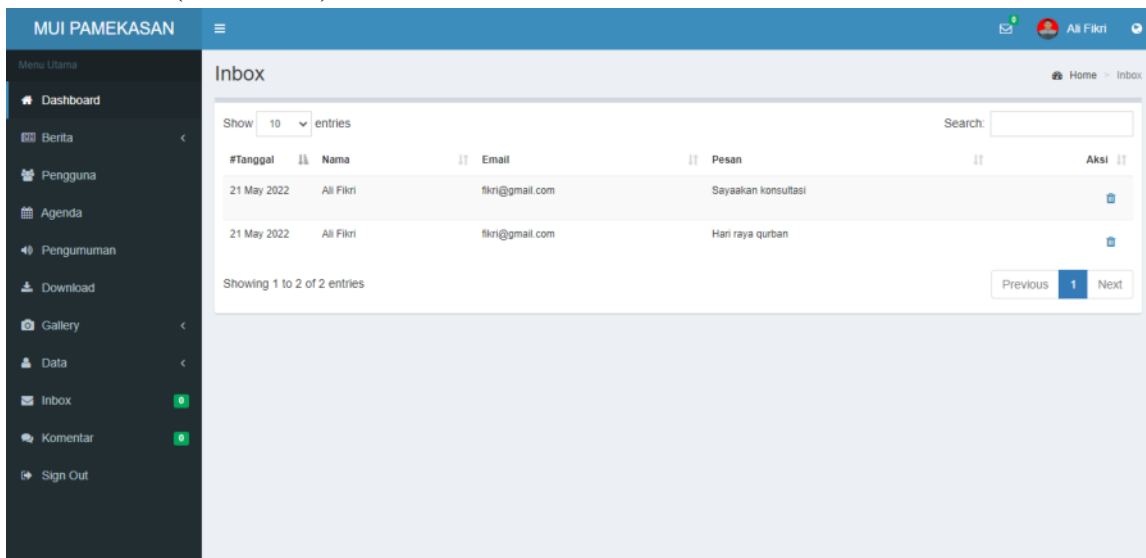 MUI PAMEKASAN
0
Ali Fikri
Menu Utama
Inbox
Home > Inbox
Dashboard
Berita
Pengguna
Agenda
Pengumuman
Download
Gallery
Data
Inbox 0
Komentar 0
Sign Out
Show 10 entries
Search:
#Tanggal Nama Email Pesan Aksi
21 May 2022 Ali Fikri fikri@gmail.com Sayaakan konsultasi
21 May 2022 Ali Fikri fikri@gmail.com Hari raya qurban
Showing 1 to 2 of 2 entries
Previous 1 Next